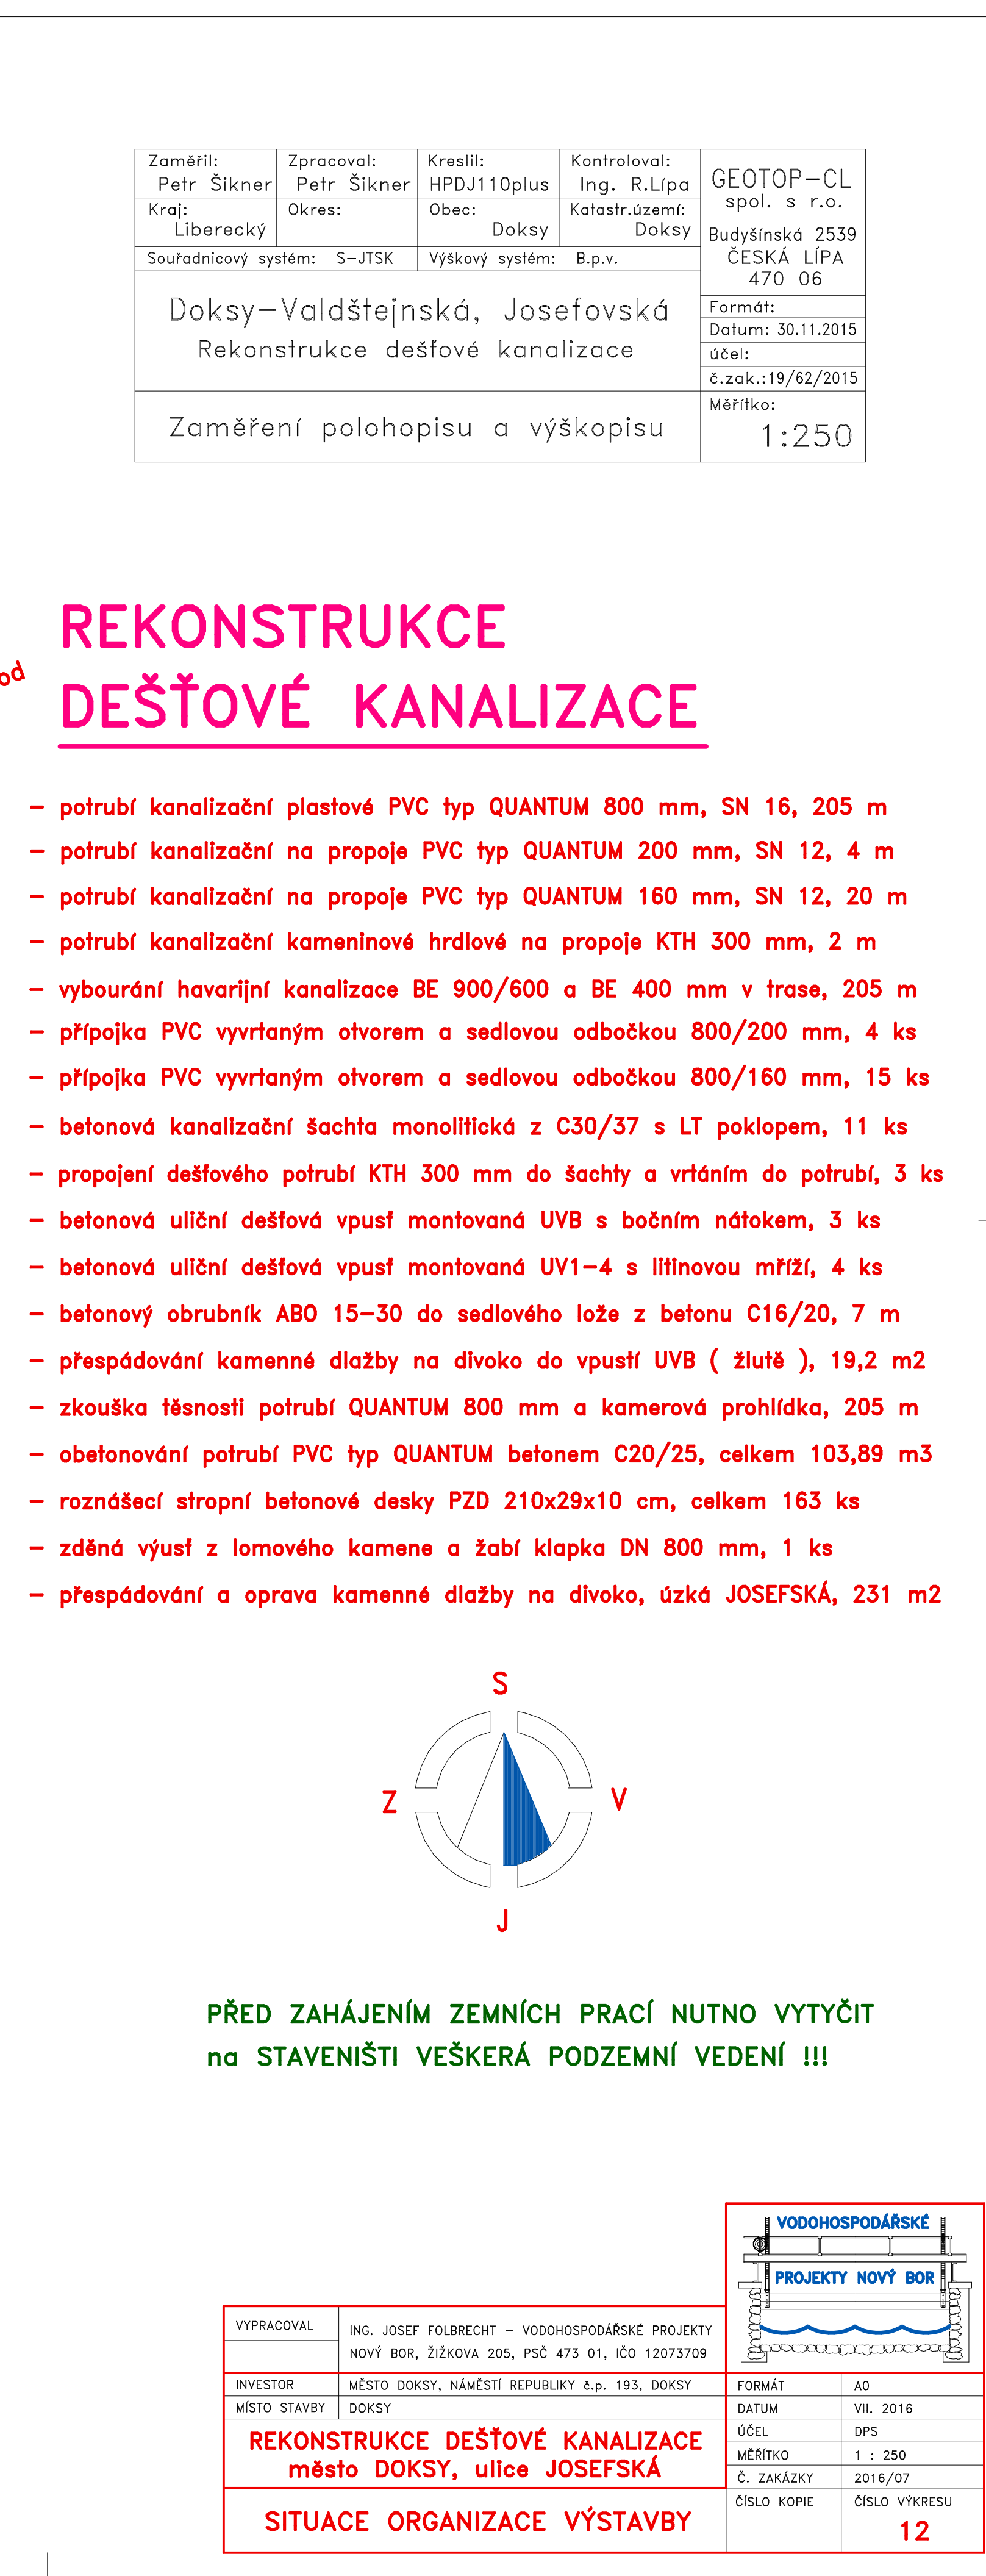 Zaměřil:
Petr Šikner
Zpracoval:
Petr Šikner
Kreslil:
HPDJ110plus
Kontroloval:
Ing. R.Lípa
GEOTOP-CL
spol. s r.o.
Budyšínská 2539
ČESKÁ LÍPA
470 06
Kraj:
Liberecký
Okres:
Obec:
Doksy
Katastr.území:
Doksy
Souřadnicový systém: S-JTSK
Výškový systém: B.p.v.
Doksy-Valdštejnská, Josefovská
Rekonstrukce dešťové kanalizace
Formát:
Datum: 30.11.2015
účel:
č.zak.:19/62/2015
Zaměření polohopisu a výškopisu
Měřítko:
1:250
od
REKONSTRUKCE
DEŠŤOVÉ KANALIZACE
- potrubí kanalizační plastové PVC typ QUANTUM 800 mm, SN 16, 205 m
- potrubí kanalizační na propoje PVC typ QUANTUM 200 mm, SN 12, 4 m
- potrubí kanalizační na propoje PVC typ QUANTUM 160 mm, SN 12, 20 m
- potrubí kanalizační kameninové hrdlové na propoje KTH 300 mm, 2 m
- vybourání havarijní kanalizace BE 900/600 a BE 400 mm v trase, 205 m
- přípojka PVC vyvrtaným otvorem a sedlovou odbočkou 800/200 mm, 4 ks
- přípojka PVC vyvrtaným otvorem a sedlovou odbočkou 800/160 mm, 15 ks
- betonová kanalizační šachta monolitická z C30/37 s LT poklopem, 11 ks
- propojení dešťového potrubí KTH 300 mm do šachty a vrtáním do potrubí, 3 ks
- betonová uliční dešťová vpusť montovaná UVB s bočním nátokem, 3 ks
- betonová uliční dešťová vpusť montovaná UV1-4 s litinovou mříží, 4 ks
- betonový obrubník ABO 15-30 do sedlového lože z betonu C16/20, 7 m
- přespádování kamenné dlažby na divoko do vpustí UVB ( žlutě ), 19,2 m2
- zkouška těsnosti potrubí QUANTUM 800 mm a kamerová prohlídka, 205 m
- obetonování potrubí PVC typ QUANTUM betonem C20/25, celkem 103,89 m3
- roznášecí stropní betonové desky PZD 210x29x10 cm, celkem 163 ks
- zděná výusť z lomového kamene a žabí klapka DN 800 mm, 1 ks
- přespádování a oprava kamenné dlažby na divoko, úzká JOSEFSKÁ, 231 m2
S
Z
V
J
PŘED ZAHÁJENÍM ZEMNÍCH PRACÍ NUTNO VYTYČIT
na STAVENIŠTI VEŠKERÁ PODZEMNÍ VEDENÍ !!!
VODOHOSPODÁŘSKÉ
PROJEKTY NOVÝ BOR
VYPRACOVAL
ING. JOSEF FOLBRECHT - VODOHOSPODÁŘSKÉ PROJEKTY
NOVÝ BOR, ŽIŽKOVA 205, PSČ 473 01, IČO 12073709
INVESTOR
MĚSTO DOKSY, NÁMĚSTÍ REPUBLIKY č.p. 193, DOKSY
MÍSTO STAVBY
DOKSY
REKONSTRUKCE DEŠŤOVÉ KANALIZACE
město DOKSY, ulice JOSEFSKÁ
SITUACE ORGANIZACE VÝSTAVBY
FORMÁT A0
DATUM VII. 2016
ÚČEL DPS
MĚŘÍTKO 1 : 250
Č. ZAKÁZKY 2016/07
ČÍSLO KOPIE
ČÍSLO VÝKRESU
12